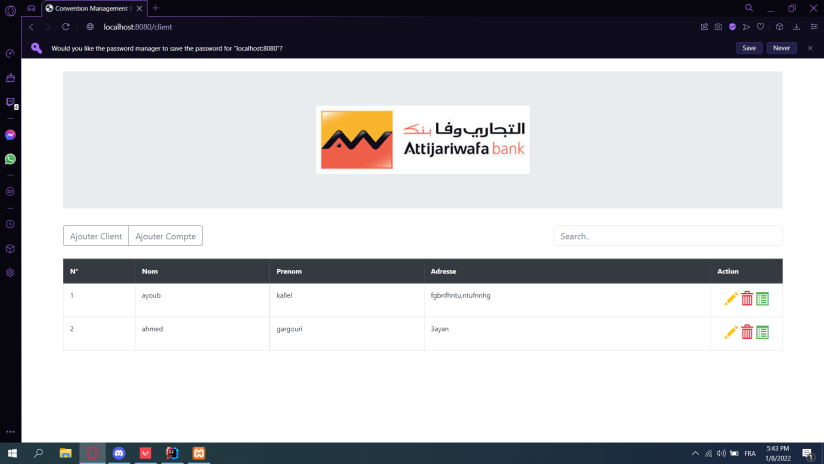 Convention Management
localhost:8080/client
Would you like the password manager to save the password for "localhost:8080"?
Save
Never
التجاري وفا بنك
Attijariwafa bank
Ajouter Client
Ajouter Compte
Search..
N° Nom Prenom Adresse Action
1 ayoub kallel fgbnfhntu,ntufnnhg
2 ahmed gargouri 3ayan
FRA
5:43 PM
1/8/2022